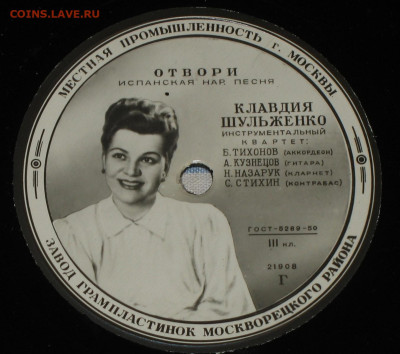 COINS.LAVE.RU
МЕСТНАЯ ПРОМЫШЛЕННОСТЬ г. МОСКВЫ
ОТВОРИ
ИСПАНСКАЯ НАР. ПЕСНЯ
КЛАВДИЯ
ШУЛЬЖЕНКО
ИНСТРУМЕНТАЛЬНЫЙ
КВАРТЕТ:
Б. ТИХОНОВ (АККОРДЕОН)
А. КУЗНЕЦОВ (ГИТАРА)
Н. НАЗАРУК (КЛАРНЕТ)
С. СТИХИН (КОНТРАБАС)
ГОСТ-5289-50
III кл.
21908
Г
ЗАВОД ГРАМПЛАСТИНОК МОСКВОРЕЦКОГО РАЙОНА